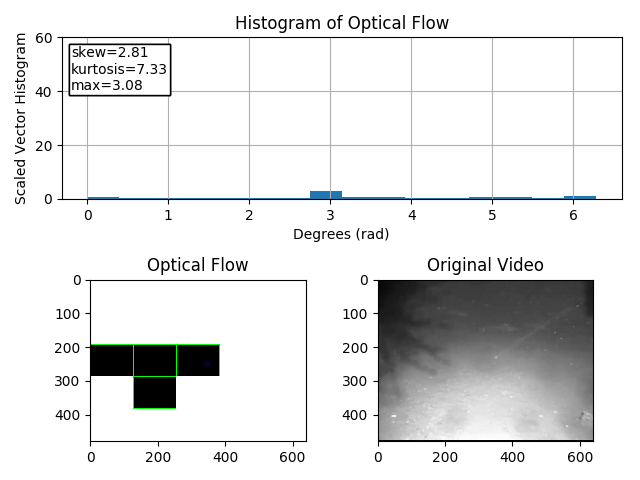 Histogram of Optical Flow
Scaled Vector Histogram
60
40
20
0
skew=2.81
kurtosis=7.33
max=3.08
0 1 2 3 4 5 6
Degrees (rad)
Optical Flow
0
100
200
300
400
0 200 400 600
Original Video
0
100
200
300
400
0 200 400 600